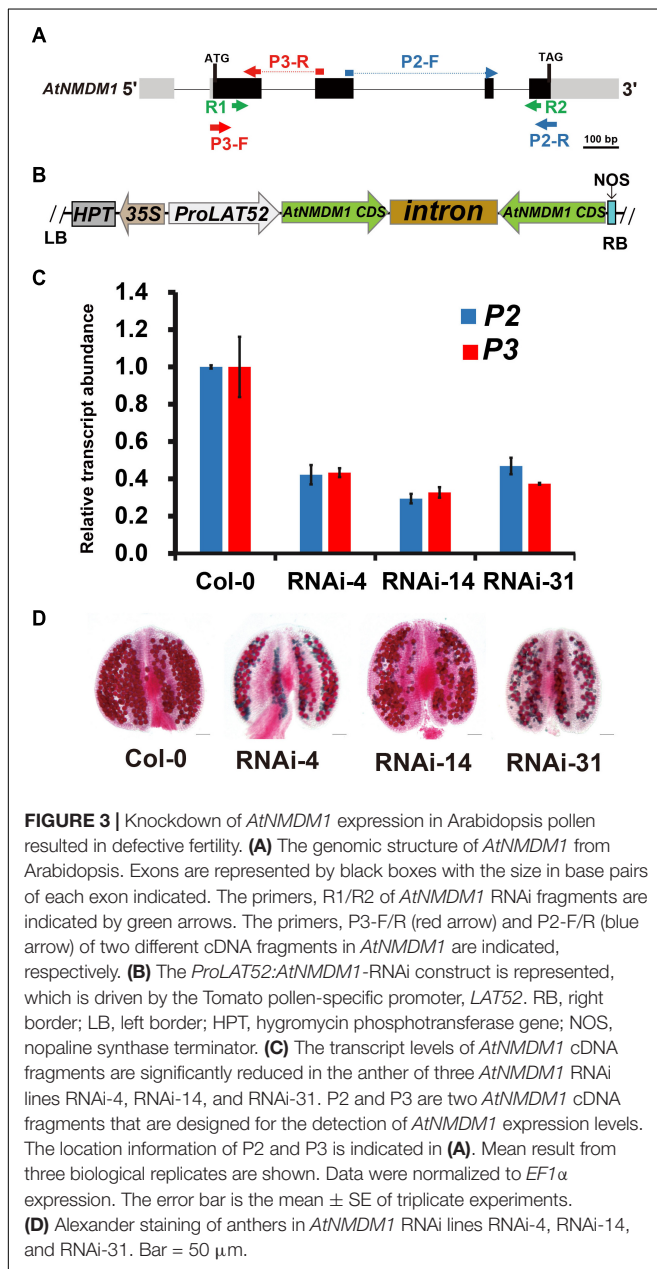 A
ATG
TAG
P3-R
P2-F
AtNMDM1 5'
3'
R1
R2
P3-F
P2-R
100 bp
B
NOS
//
HPT
35S
ProLAT52
AtNMDM1 CDS
intron
AtNMDM1 CDS
//
LB
RB
C
Relative transcript abundance
1.4
1.2
1.0
0.8
0.6
0.4
0.2
0.0
P2
P3
Col-0
RNAi-4
RNAi-14
RNAi-31
D
Col-0
RNAi-4
RNAi-14
RNAi-31
FIGURE 3 | Knockdown of AtNMDM1 expression in Arabidopsis pollen
resulted in defective fertility. (A) The genomic structure of AtNMDM1 from
Arabidopsis. Exons are represented by black boxes with the size in base pairs
of each exon indicated. The primers, R1/R2 of AtNMDM1 RNAi fragments are
indicated by green arrows. The primers, P3-F/R (red arrow) and P2-F/R (blue
arrow) of two different cDNA fragments in AtNMDM1 are indicated,
respectively. (B) The ProLAT52:AtNMDM1-RNAi construct is represented,
which is driven by the Tomato pollen-specific promoter, LAT52. RB, right
border; LB, left border; HPT, hygromycin phosphotransferase gene; NOS,
nopaline synthase terminator. (C) The transcript levels of AtNMDM1 cDNA
fragments are significantly reduced in the anther of three AtNMDM1 RNAi
lines RNAi-4, RNAi-14, and RNAi-31. P2 and P3 are two AtNMDM1 cDNA
fragments that are designed for the detection of AtNMDM1 expression levels.
The location information of P2 and P3 is indicated in (A). Mean result from
three biological replicates are shown. Data were normalized to EF1α
expression. The error bar is the mean ± SE of triplicate experiments.
(D) Alexander staining of anthers in AtNMDM1 RNAi lines RNAi-4, RNAi-14,
and RNAi-31. Bar = 50 μm.